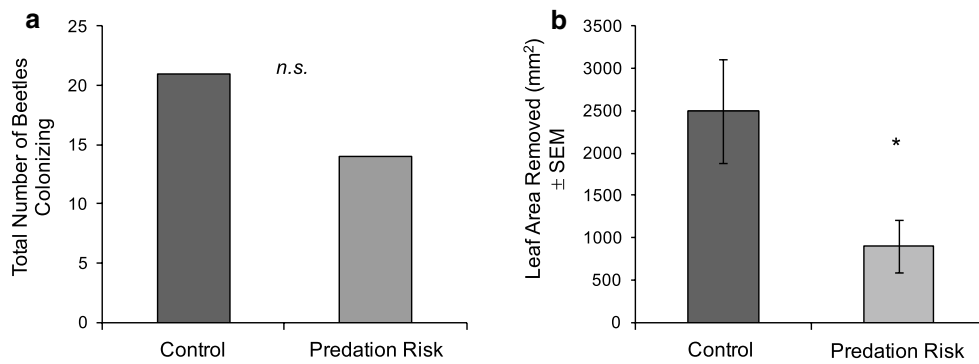 a
Total Number of Beetles
Colonizing
25
20
15
10
5
0
n.s.
Control
Predation Risk
b
Leaf Area Removed (mm²)
± SEM
3500
3000
2500
2000
1500
1000
500
0
*
Control
Predation Risk